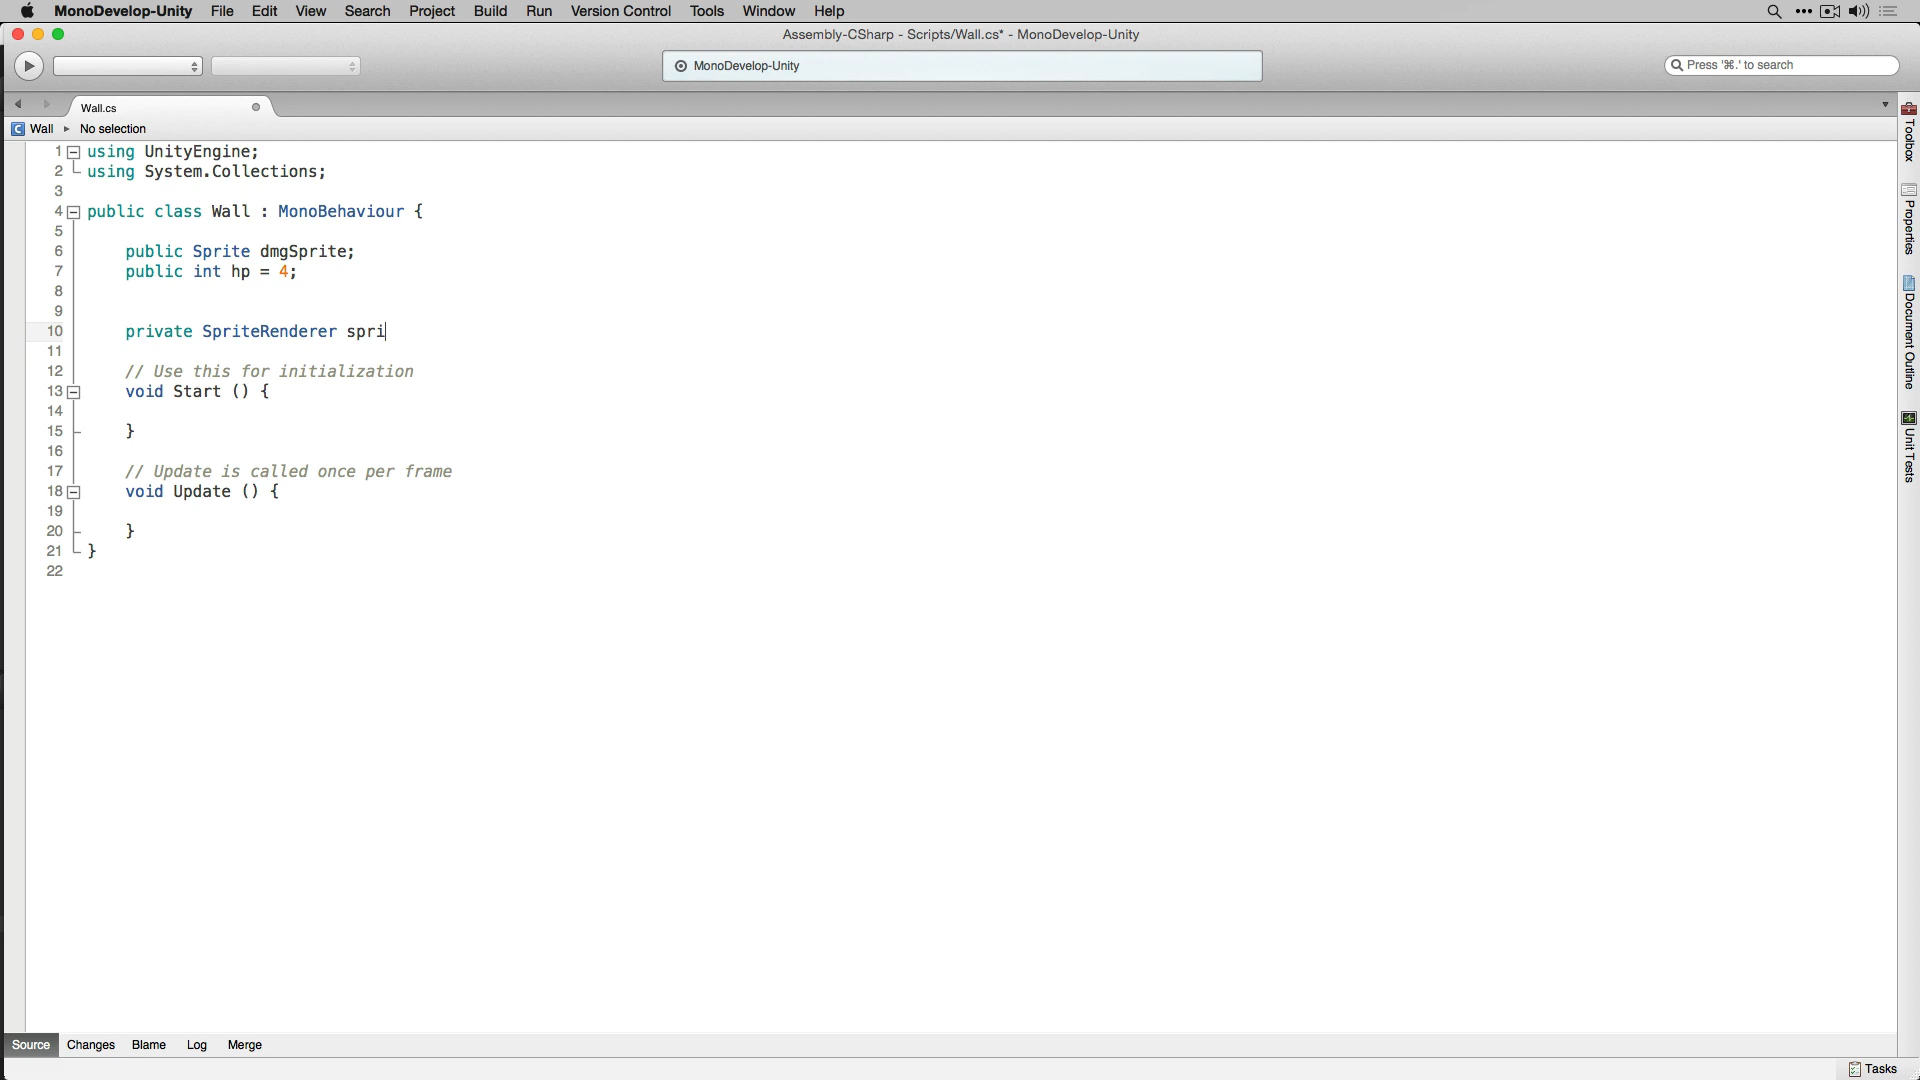 MonoDevelop-Unity File Edit View Search Project Build Run Version Control Tools Window Help
Assembly-CSharp - Scripts/Wall.cs* - MonoDevelop-Unity
MonoDevelop-Unity
Press '⌘.' to search
Wall.cs
C Wall No selection
1 using UnityEngine;
2 using System.Collections;
3
4 public class Wall : MonoBehaviour {
5
6 public Sprite dmgSprite;
7 public int hp = 4;
8
9
10 private SpriteRenderer spri
11
12 // Use this for initialization
13 void Start () {
14
15 }
16
17 // Update is called once per frame
18 void Update () {
19
20 }
21 }
22
Toolbox
Properties
Document Outline
Unit Tests
Source Changes Blame Log Merge
Tasks